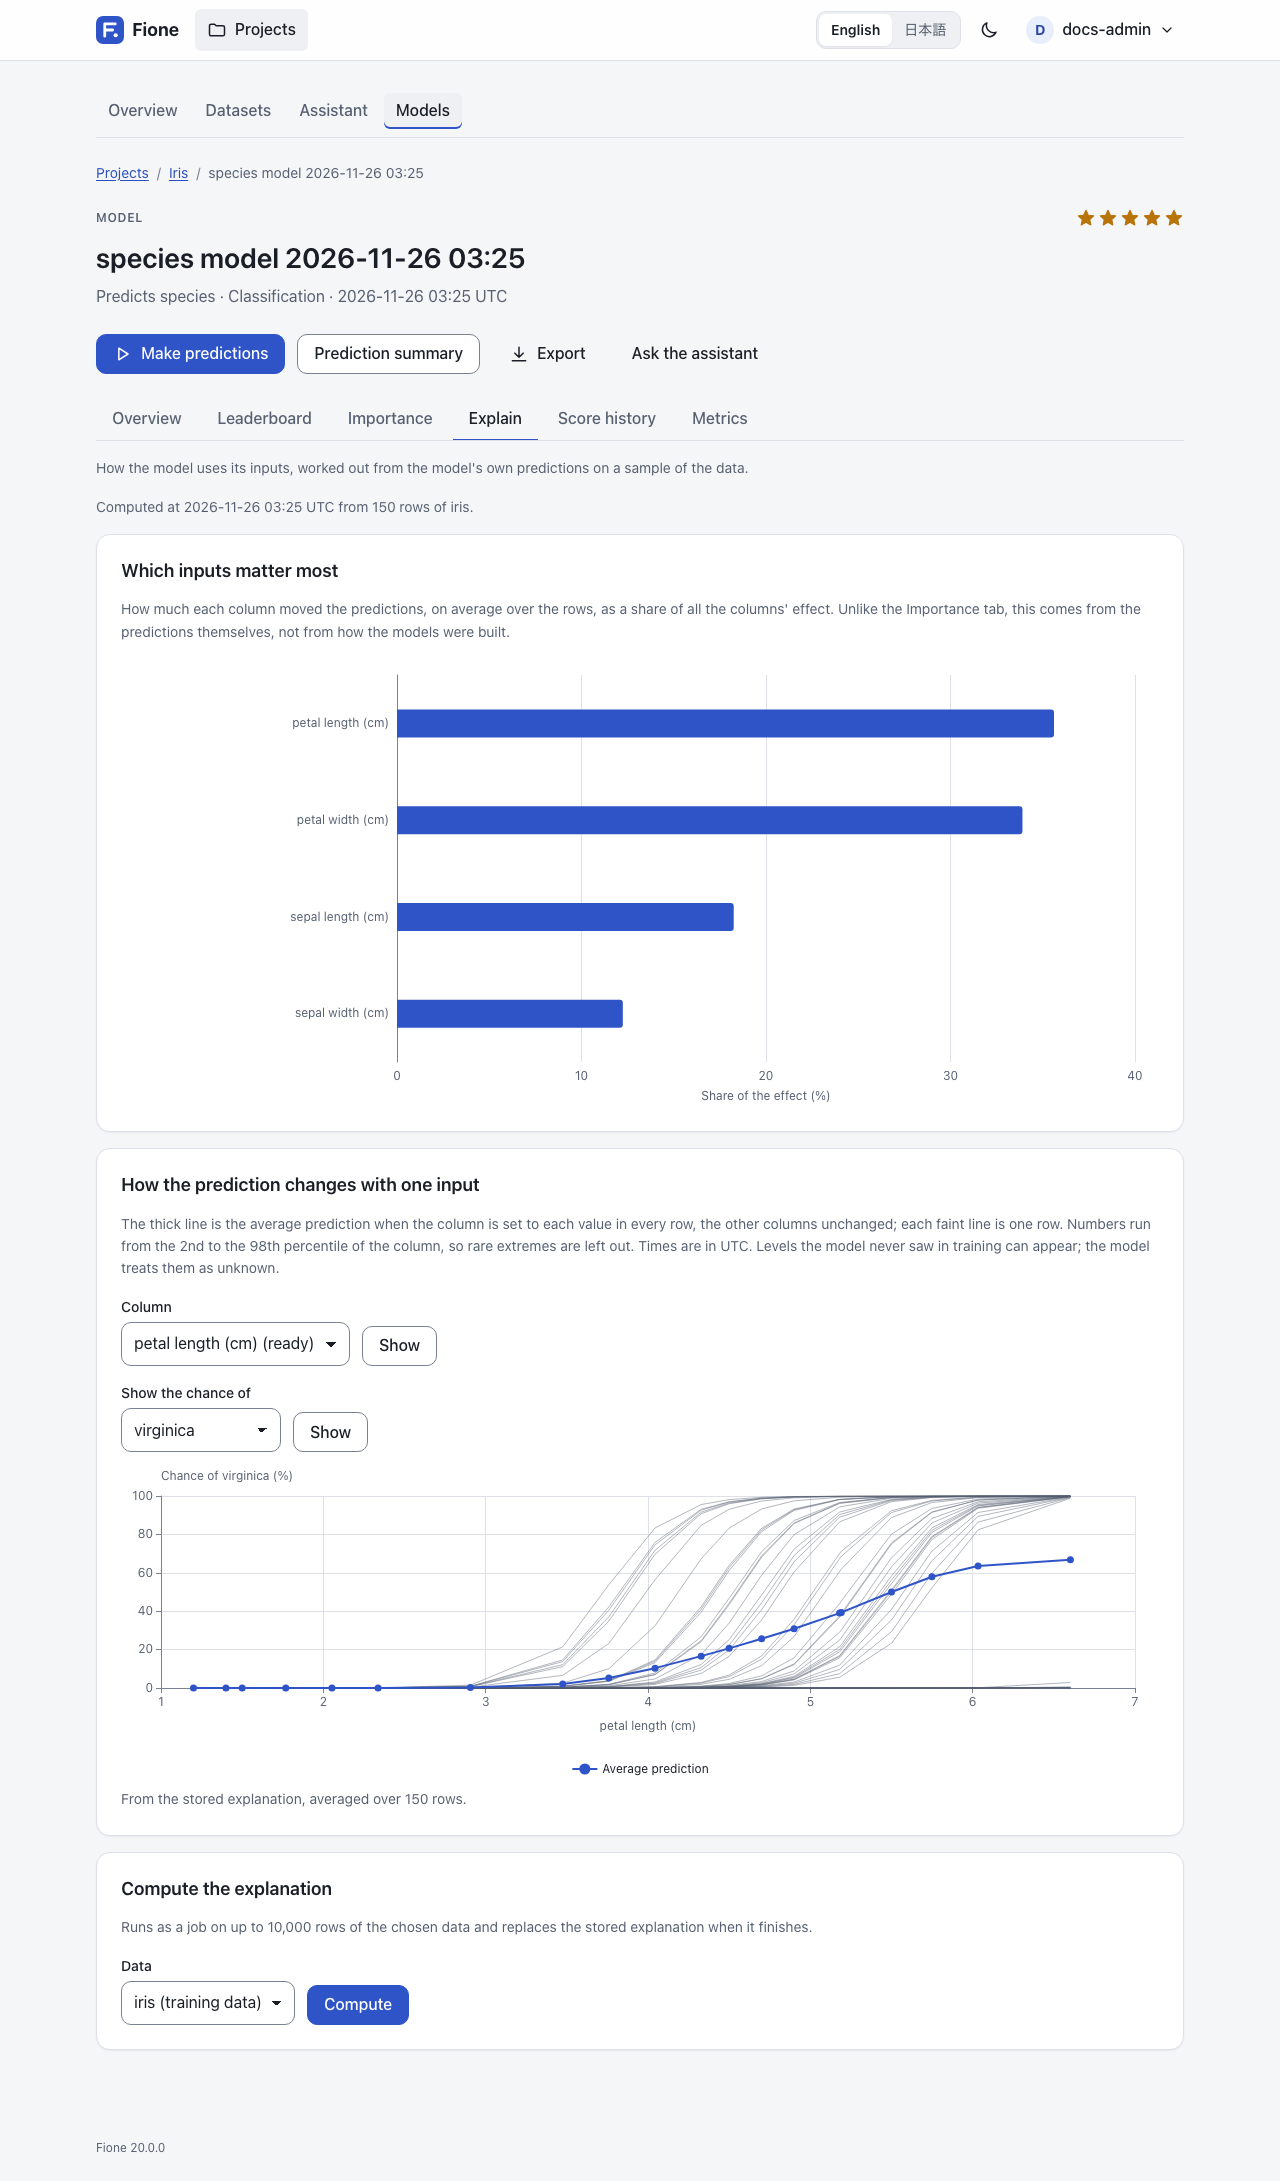 F. Fione
Projects
English
日本語
D docs-admin
Overview
Datasets
Assistant
Models
Projects / Iris / species model 2026-11-26 03:25
MODEL
species model 2026-11-26 03:25
Predicts species · Classification · 2026-11-26 03:25 UTC
Make predictions
Prediction summary
Export
Ask the assistant
Overview
Leaderboard
Importance
Explain
Score history
Metrics
How the model uses its inputs, worked out from the model's own predictions on a sample of the data.
Computed at 2026-11-26 03:25 UTC from 150 rows of iris.
Which inputs matter most
How much each column moved the predictions, on average over the rows, as a share of all the columns' effect. Unlike the Importance tab, this comes from the
predictions themselves, not from how the models were built.
petal length (cm)
petal width (cm)
sepal length (cm)
sepal width (cm)
0 10 20 30 40
Share of the effect (%)
How the prediction changes with one input
The thick line is the average prediction when the column is set to each value in every row, the other columns unchanged; each faint line is one row. Numbers run
from the 2nd to the 98th percentile of the column, so rare extremes are left out. Times are in UTC. Levels the model never saw in training can appear; the model
treats them as unknown.
Column
petal length (cm) (ready)
Show
Show the chance of
virginica
Show
Chance of virginica (%)
100
80
60
40
20
0
1 2 3 4 5 6 7
petal length (cm)
Average prediction
From the stored explanation, averaged over 150 rows.
Compute the explanation
Runs as a job on up to 10,000 rows of the chosen data and replaces the stored explanation when it finishes.
Data
iris (training data)
Compute
Fione 20.0.0